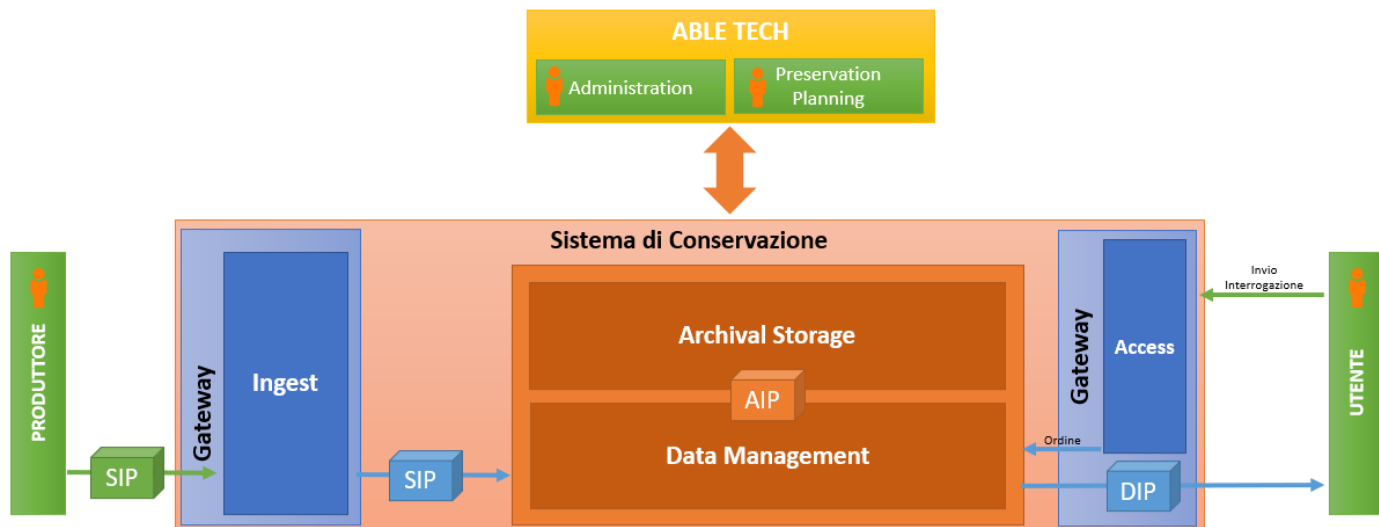 ABLE TECH
Administration
Preservation
Planning
Sistema di Conservazione
PRODUTTORE
Gateway
Ingest
SIP
SIP
Archival Storage
AIP
Data Management
Gateway
Access
Ordine
DIP
Invio
Interrogazione
UTENTE